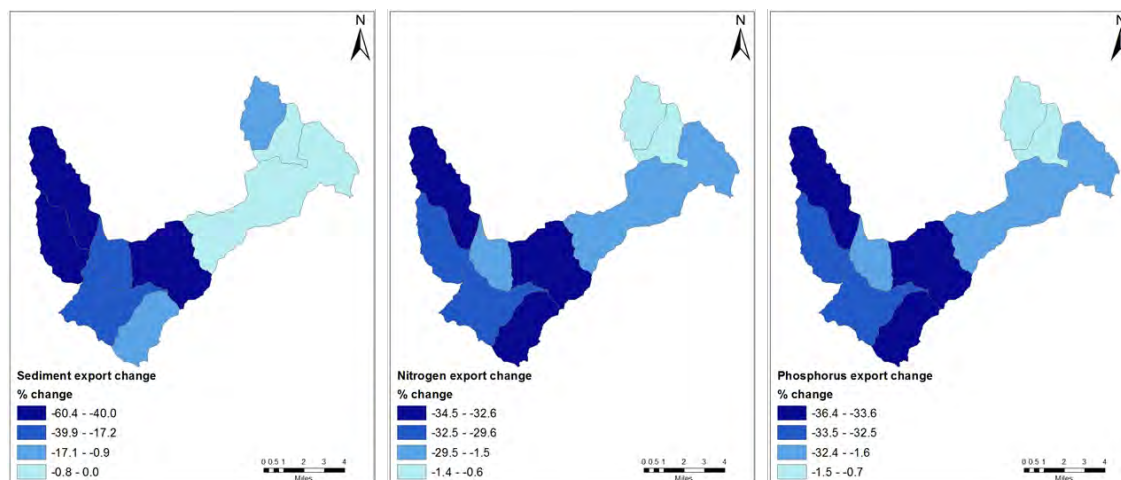 N
Sediment export change
% change
-60.4 - -40.0
-39.9 - -17.2
-17.1 - -0.9
-0.8 - 0.0
0 0.5 1 2 3 4
Miles
N
Nitrogen export change
% change
-34.5 - -32.6
-32.5 - -29.6
-29.5 - -1.5
-1.4 - -0.6
0 0.5 1 2 3 4
Miles
N
Phosphorus export change
% change
-36.4 - -33.6
-33.5 - -32.5
-32.4 - -1.6
-1.5 - -0.7
0 0.5 1 2 3 4
Miles